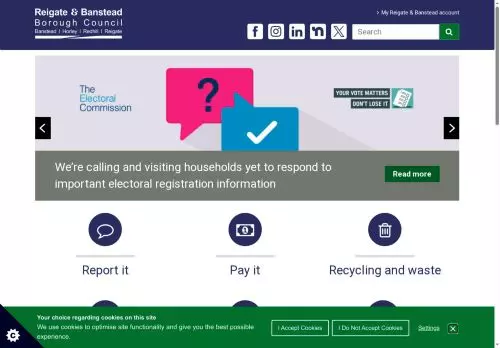 Reigate & Banstead
Borough Council
Banstead | Horley | Redhill | Reigate
My Reigate & Banstead account
Search
The
Electoral
Commission
?
YOUR VOTE MATTERS
DON'T LOSE IT
We're calling and visiting households yet to respond to
important electoral registration information
Read more
Report it
Pay it
Recycling and waste
Your choice regarding cookies on this site
We use cookies to optimise site functionality and give you the best possible
experience.
I Accept Cookies
I Do Not Accept Cookies
Settings